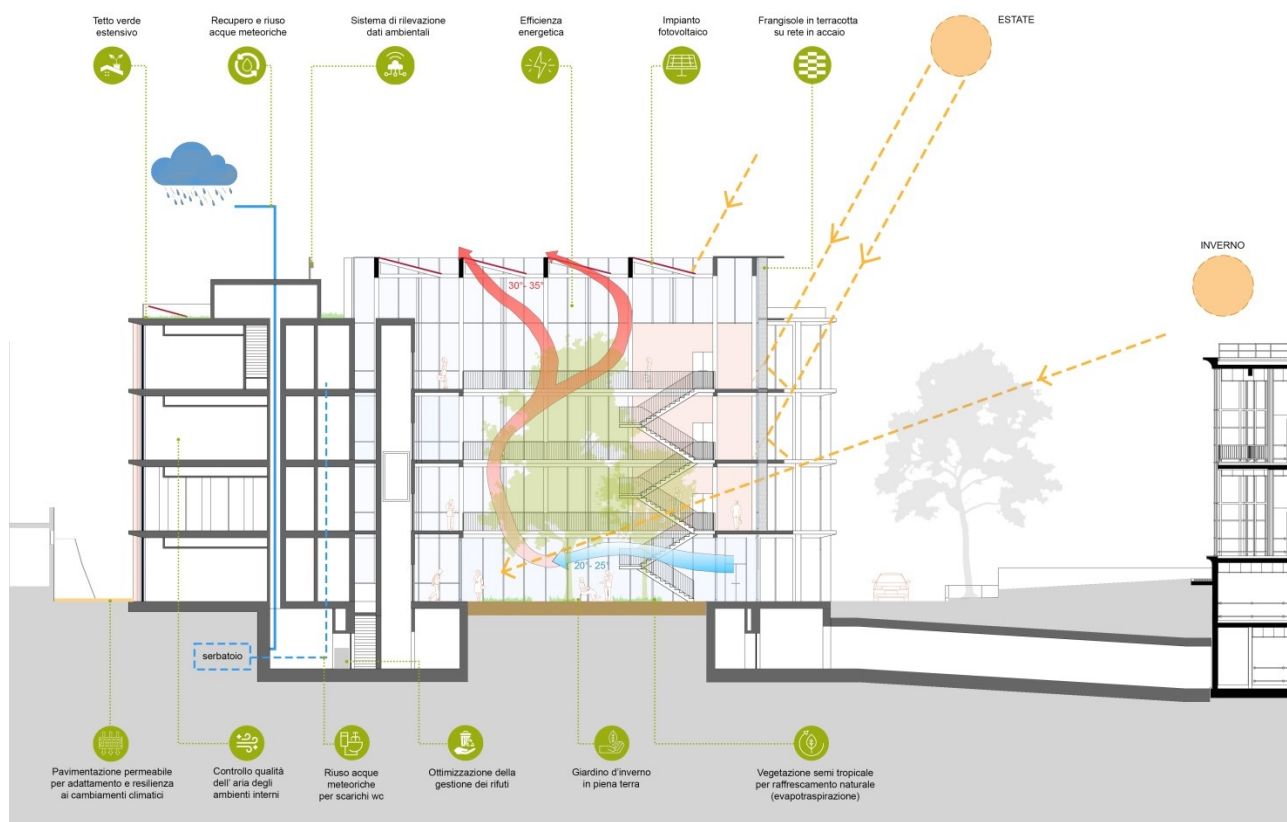 Tetto verde
estensivo
Recupero e riuso
acque meteoriche
Sistema di rilevazione
dati ambientali
Efficienza
energetica
Impianto
fotovoltaico
Frangisole in terracotta
su rete in accaio
ESTATE
INVERNO
30°- 35°
20°- 25°
serbatoio
Pavimentazione permeabile
per adattamento e resilienza
ai cambiamenti climatici
Controllo qualità
dell' aria degli
ambienti interni
Riuso acque
meteoriche
per scarichi wc
Ottimizzazione della
gestione dei rifiuti
Giardino d'inverno
in piena terra
Vegetazione semi tropicale
per raffrescamento naturale
(evapotraspirazione)